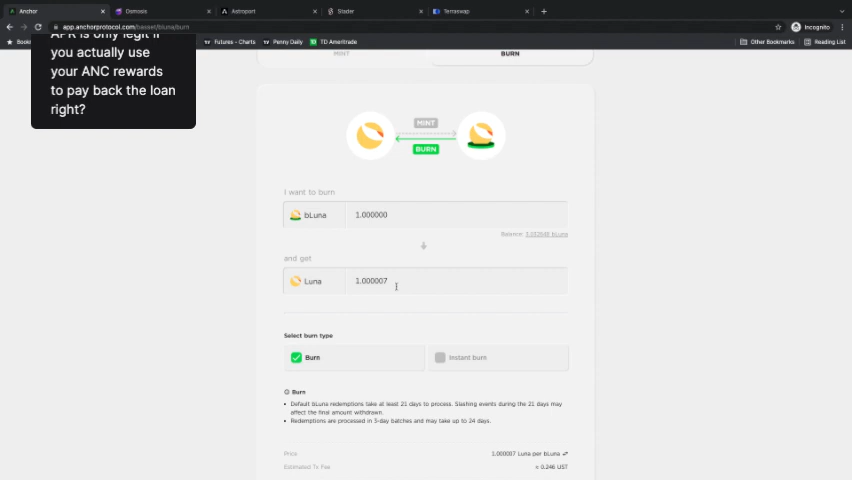 Anchor
Osmosis
Astroport
Stader
Terraswap
app.anchorprotocol.com/basset/bluna/burn
Incognito
Futures - Charts
Penny Daily
TD Ameritrade
Other Bookmarks
Reading List
APR is only legit if
you actually use
your ANC rewards
to pay back the loan
right?
MINT
BURN
MINT
BURN
I want to burn
bLuna
1.000000
Balance:
and get
Luna
1.000007
Select burn type
Burn
Instant burn
Burn
Default bLuna redemptions take at least 21 days to process. Slashing events during the 21 days may
affect the final amount withdrawn.
Redemptions are processed in 3-day batches and may take up to 24 days.
Price
1.000007 Luna per bLuna
Estimated Tx Fee
≈ 0.246 UST